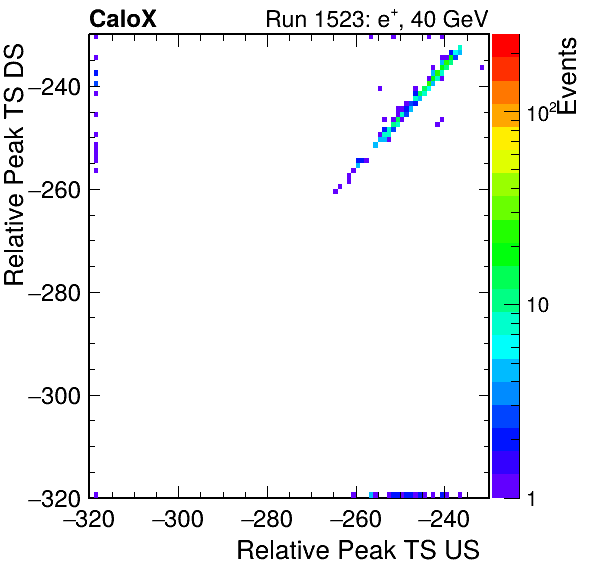 CaloX Run 1523: e⁺, 40 GeV
Relative Peak TS DS
−240
−260
−280
−300
−320
−320 −300 −280 −260 −240
Relative Peak TS US
Events
10²
10
1